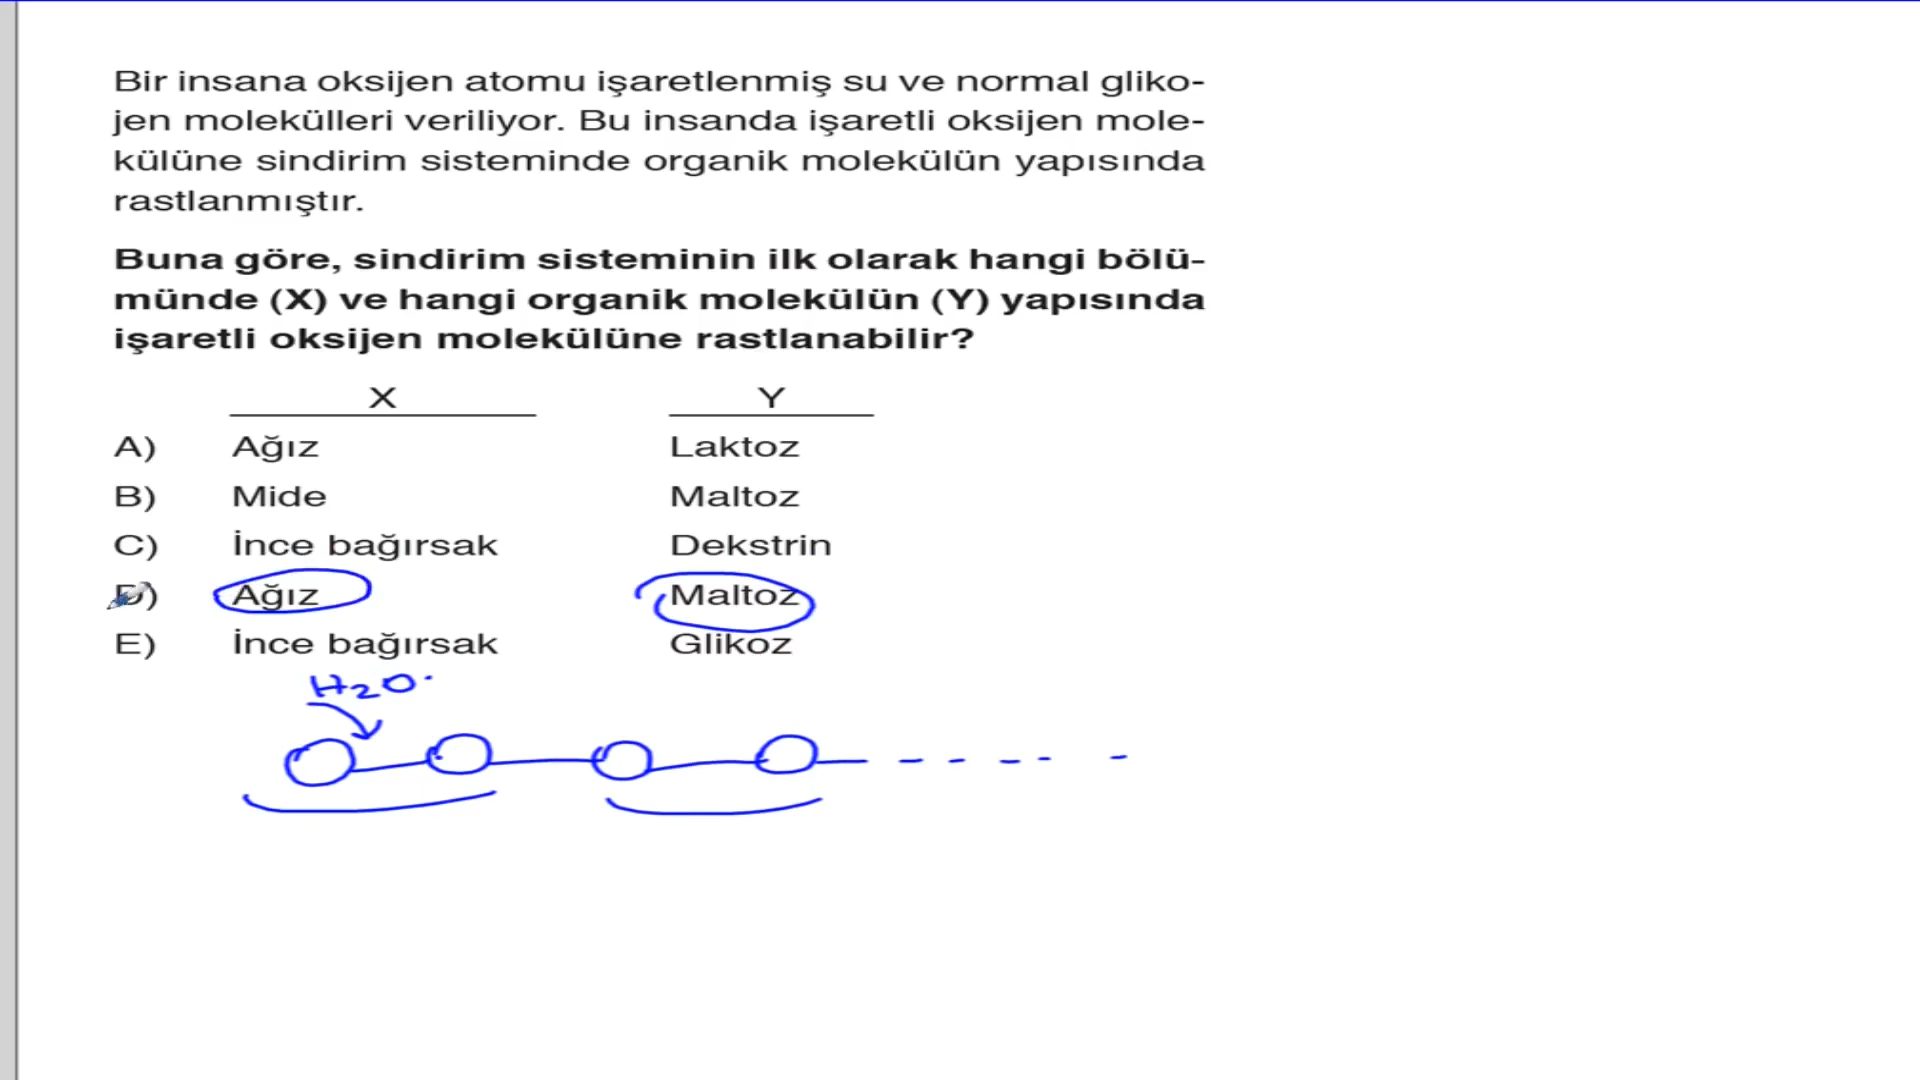 Bir insana oksijen atomu işaretlenmiş su ve normal gliko-
jen molekülleri veriliyor. Bu insanda işaretli oksijen mole-
külüne sindirim sisteminde organik molekülün yapısında
rastlanmıştır.
Buna göre, sindirim sisteminin ilk olarak hangi bölü-
münde (X) ve hangi organik molekülün (Y) yapısında
işaretli oksijen molekülüne rastlanabilir?
X Y
A) Ağız Laktoz
B) Mide Maltoz
C) İnce bağırsak Dekstrin
D) Ağız Maltoz
E) İnce bağırsak Glikoz
H2O